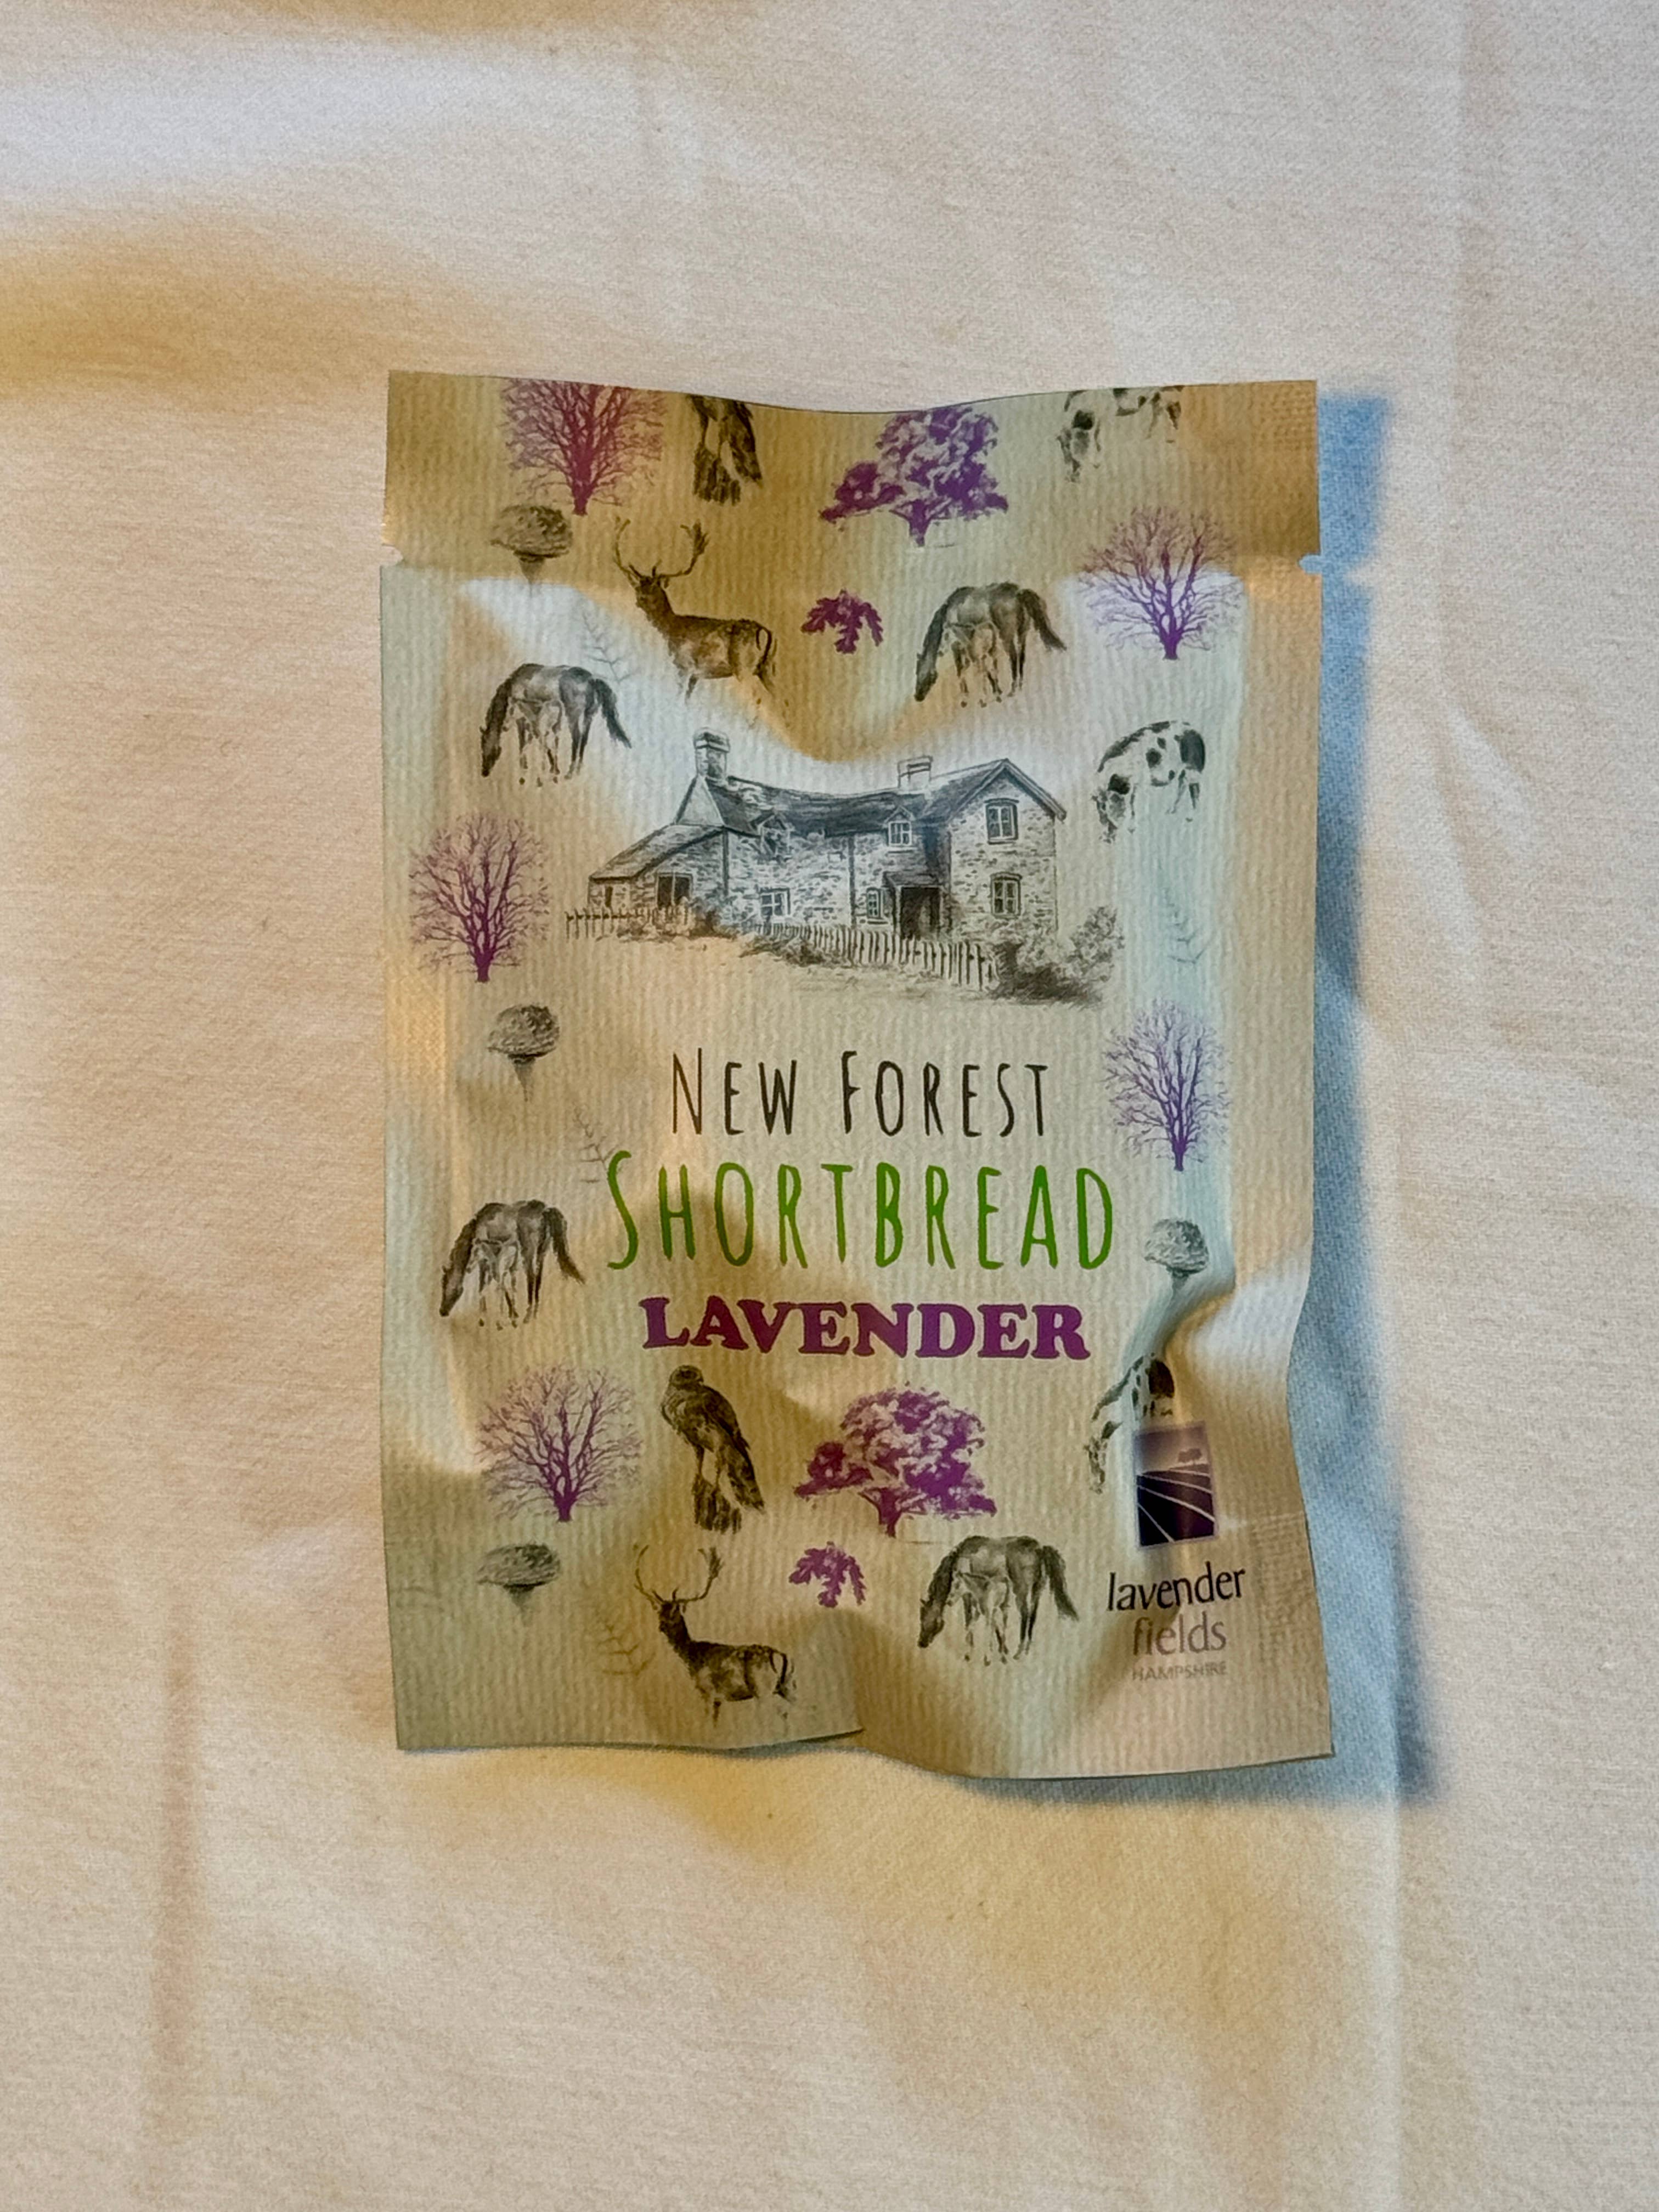 NEW FOREST
SHORTBREAD
LAVENDER
lavender
fields
HAMPSHIRE